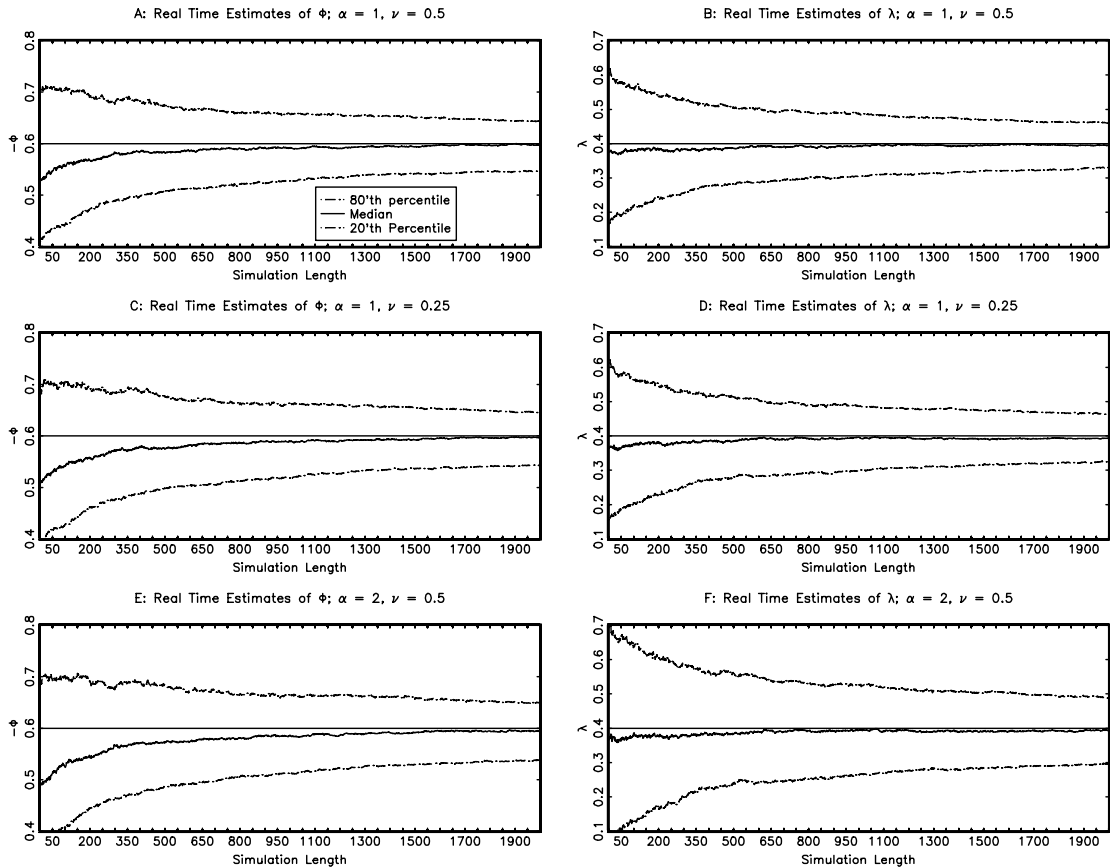 A: Real Time Estimates of Φ; α = 1, ν = 0.5
0.8
0.7
0.6
0.5
0.4
-Φ
80'th percentile
Median
20'th Percentile
50 200 350 500 650 800 950 1100 1300 1500 1700 1900
Simulation Length
B: Real Time Estimates of λ; α = 1, ν = 0.5
0.7
0.6
0.5
0.4
0.3
0.2
0.1
λ
50 200 350 500 650 800 950 1100 1300 1500 1700 1900
Simulation Length
C: Real Time Estimates of Φ; α = 1, ν = 0.25
0.8
0.7
0.6
0.5
0.4
-Φ
50 200 350 500 650 800 950 1100 1300 1500 1700 1900
Simulation Length
D: Real Time Estimates of λ; α = 1, ν = 0.25
0.7
0.6
0.5
0.4
0.3
0.2
0.1
λ
50 200 350 500 650 800 950 1100 1300 1500 1700 1900
Simulation Length
E: Real Time Estimates of Φ; α = 2, ν = 0.5
0.8
0.7
0.6
0.5
0.4
-Φ
50 200 350 500 650 800 950 1100 1300 1500 1700 1900
Simulation Length
F: Real Time Estimates of λ; α = 2, ν = 0.5
0.7
0.6
0.5
0.4
0.3
0.2
0.1
λ
50 200 350 500 650 800 950 1100 1300 1500 1700 1900
Simulation Length